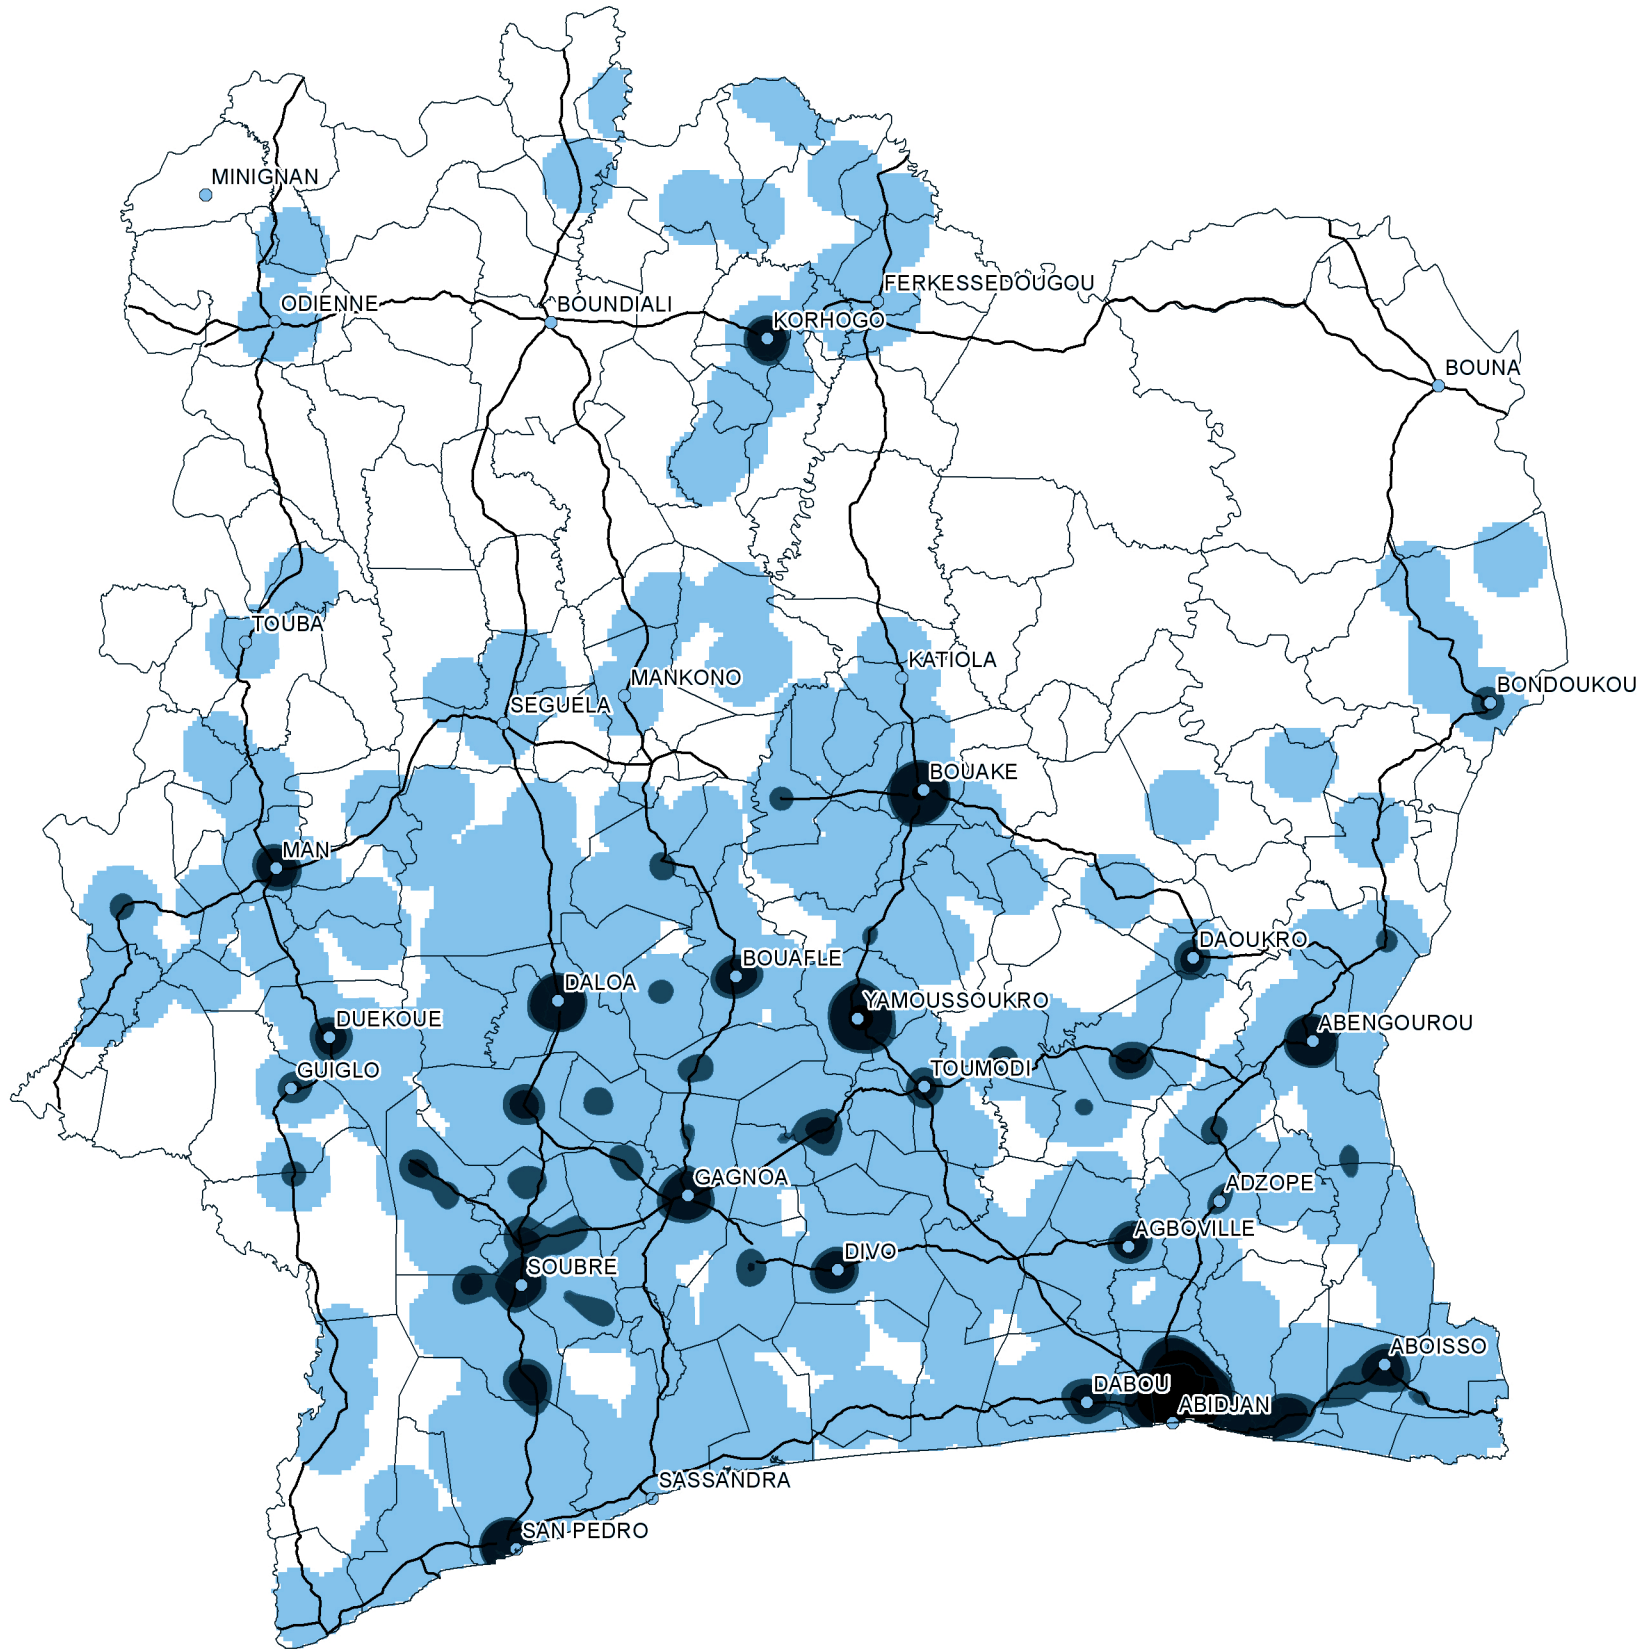 MINIGNAN
ODIENNE
BOUNDIALI
FERKESSEDOUGOU
KORHOGO
BOUNA
TOUBA
KATIOLA
MANKONO
BONDOUKOU
SEGUELA
BOUAKE
MAN
DAOUKRO
BOUAFLE
DALOA
YAMOUSSOUKRO
DUEKOUE
ABENGOUROU
GUIGLO
TOUMODI
GAGNOA
ADZOPE
AGBOVILLE
DIVO
SOUBRE
ABOISSO
DABOU
ABIDJAN
SASSANDRA
SAN PEDRO